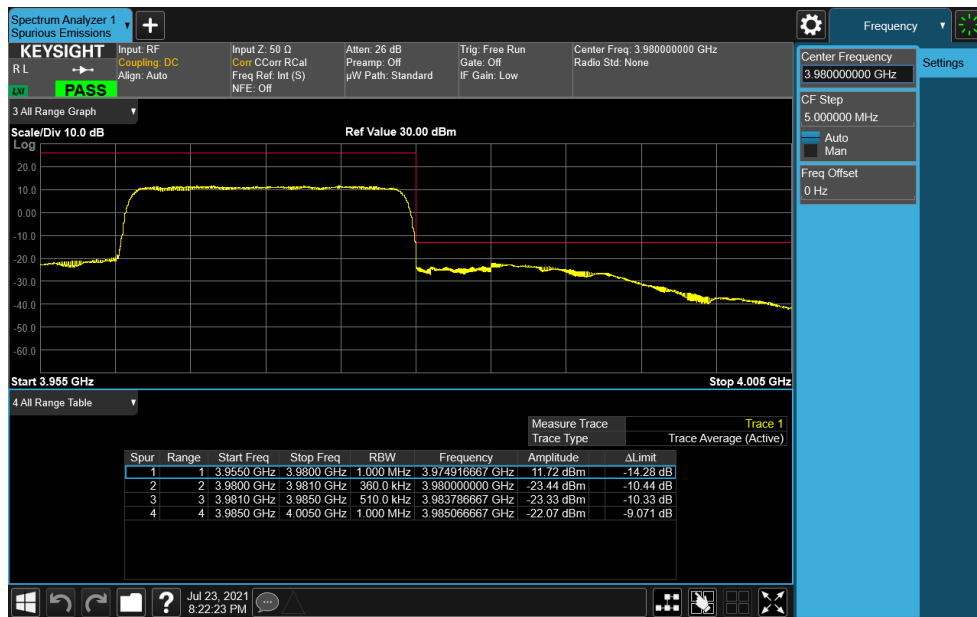 Spectrum Analyzer 1
Spurious Emissions
Frequency
KEYSIGHT
R L
LXI
PASS
Input: RF
Coupling: DC
Align: Auto
Input Z: 50 Ω
Corr CCorr RCal
Freq Ref: Int (S)
NFE: Off
Atten: 26 dB
Preamp: Off
µW Path: Standard
Trig: Free Run
Gate: Off
IF Gain: Low
Center Freq: 3.980000000 GHz
Radio Std: None
Center Frequency
3.980000000 GHz
Settings
CF Step
5.000000 MHz
Auto
Man
Freq Offset
0 Hz
3 All Range Graph
Scale/Div 10.0 dB
Ref Value 30.00 dBm
Log
20.0
10.0
0.00
-10.0
-20.0
-30.0
-40.0
-50.0
-60.0
Start 3.955 GHz
Stop 4.005 GHz
4 All Range Table
Measure Trace Trace 1
Trace Type Trace Average (Active)
Spur Range Start Freq Stop Freq RBW Frequency Amplitude ΔLimit
1 1 3.9550 GHz 3.9800 GHz 1.000 MHz 3.974916667 GHz 11.72 dBm -14.28 dB
2 2 3.9800 GHz 3.9810 GHz 360.0 kHz 3.980000000 GHz -23.44 dBm -10.44 dB
3 3 3.9810 GHz 3.9850 GHz 510.0 kHz 3.983786667 GHz -23.33 dBm -10.33 dB
4 4 3.9850 GHz 4.0050 GHz 1.000 MHz 3.985066667 GHz -22.07 dBm -9.071 dB
Jul 23, 2021
8:22:23 PM